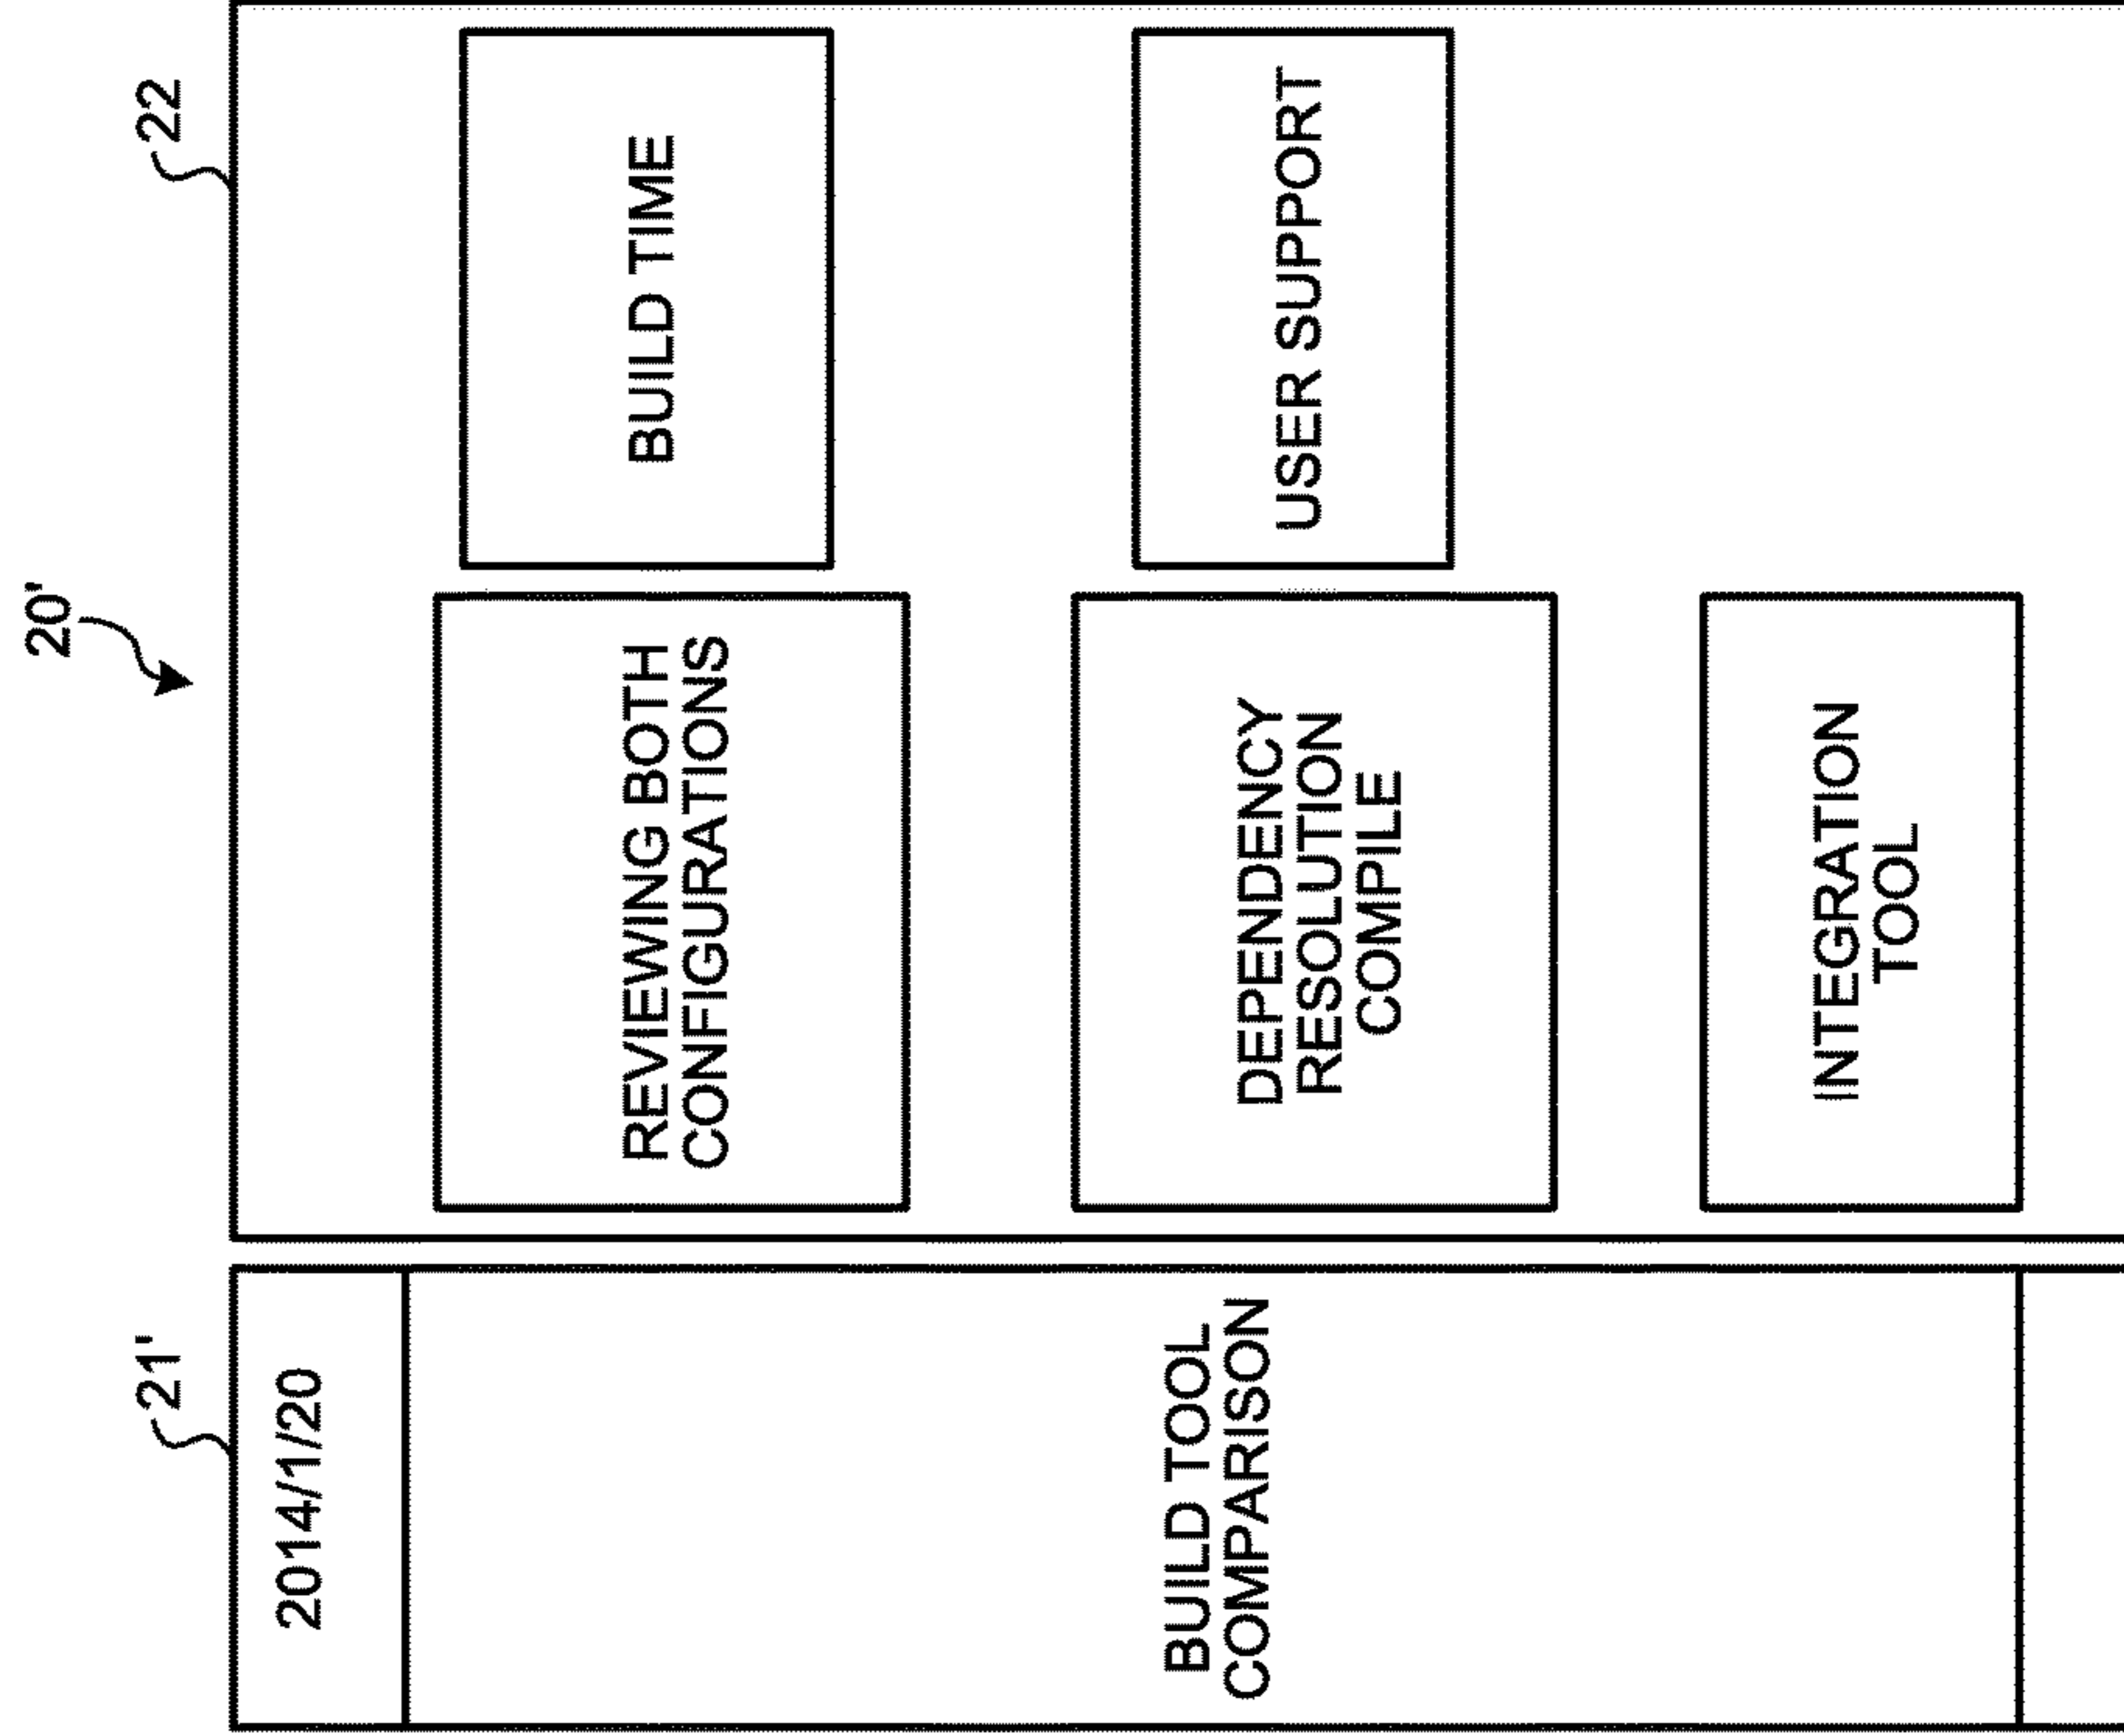 20'
21'
22
2014/1/20
BUILD TOOL
COMPARISON
REVIEWING BOTH
CONFIGURATIONS
BUILD TIME
DEPENDENCY
RESOLUTION
COMPILE
USER SUPPORT
INTEGRATION
TOOL